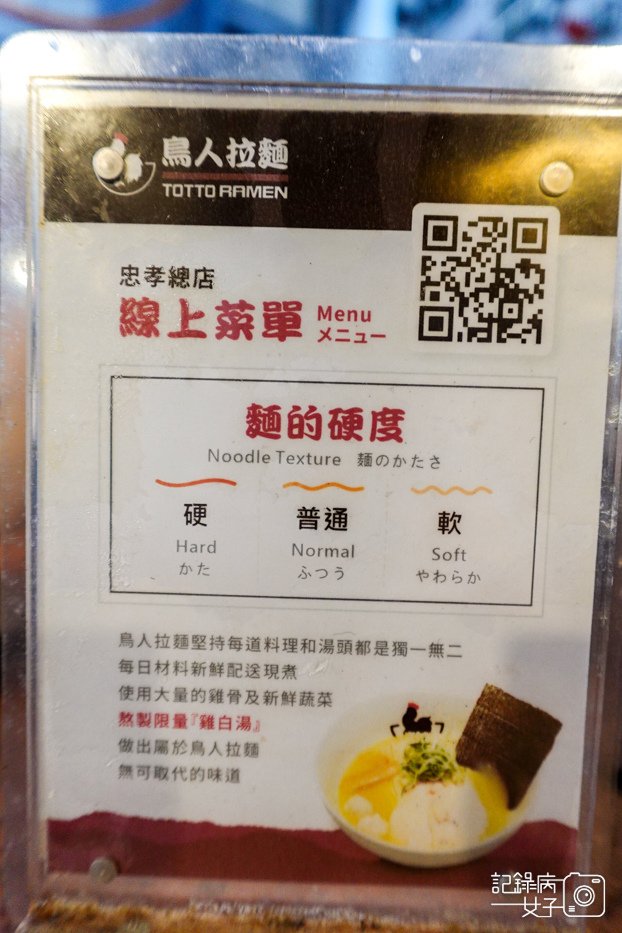 鳥人拉麵
TOTTO RAMEN
忠孝總店
線上菜單 Menu メニュー
麵的硬度
Noodle Texture 麺のかたさ
硬 普通 軟
Hard Normal Soft
かた ふつう やわらか
鳥人拉麵堅持每道料理和湯頭都是獨一無二
每日材料新鮮配送現煮
使用大量的雞骨及新鮮蔬菜
熬製限量『雞白湯』
做出屬於鳥人拉麵
無可取代的味道
記錄病
女子